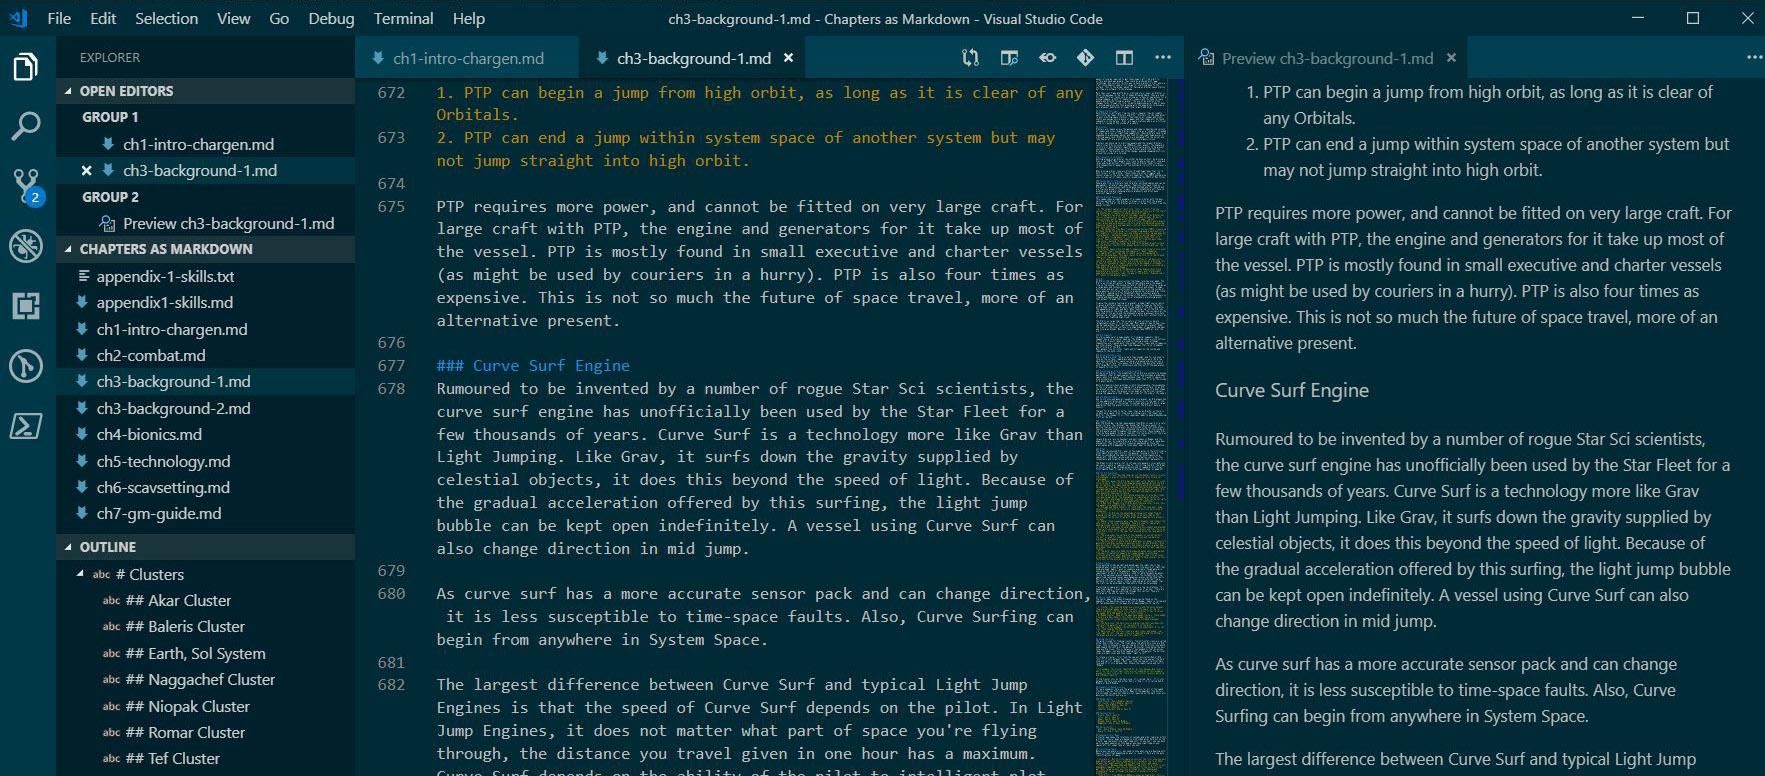 File Edit Selection View Go Debug Terminal Help
ch3-background-1.md - Chapters as Markdown - Visual Studio Code
2
EXPLORER
OPEN EDITORS
GROUP 1
ch1-intro-chargen.md
ch3-background-1.md
GROUP 2
Preview ch3-background-1.md
CHAPTERS AS MARKDOWN
appendix-1-skills.txt
appendix1-skills.md
ch1-intro-chargen.md
ch2-combat.md
ch3-background-1.md
ch3-background-2.md
ch4-bionics.md
ch5-technology.md
ch6-scavsetting.md
ch7-gm-guide.md
OUTLINE
abc # Clusters
abc ## Akar Cluster
abc ## Baleris Cluster
abc ## Earth, Sol System
abc ## Naggachef Cluster
abc ## Niopak Cluster
abc ## Romar Cluster
abc ## Tef Cluster
ch1-intro-chargen.md
ch3-background-1.md
672 1. PTP can begin a jump from high orbit, as long as it is clear of any
Orbitals.
673 2. PTP can end a jump within system space of another system but may
not jump straight into high orbit.
674
675 PTP requires more power, and cannot be fitted on very large craft. For
large craft with PTP, the engine and generators for it take up most of
the vessel. PTP is mostly found in small executive and charter vessels
(as might be used by couriers in a hurry). PTP is also four times as
expensive. This is not so much the future of space travel, more of an
alternative present.
676
677 ### Curve Surf Engine
678 Rumoured to be invented by a number of rogue Star Sci scientists, the
curve surf engine has unofficially been used by the Star Fleet for a
few thousands of years. Curve Surf is a technology more like Grav than
Light Jumping. Like Grav, it surfs down the gravity supplied by
celestial objects, it does this beyond the speed of light. Because of
the gradual acceleration offered by this surfing, the light jump
bubble can be kept open indefinitely. A vessel using Curve Surf can
also change direction in mid jump.
679
680 As curve surf has a more accurate sensor pack and can change direction,
it is less susceptible to time-space faults. Also, Curve Surfing can
begin from anywhere in System Space.
681
682 The largest difference between Curve Surf and typical Light Jump
Engines is that the speed of Curve Surf depends on the pilot. In Light
Jump Engines, it does not matter what part of space you're flying
through, the distance you travel given in one hour has a maximum.
Curve Surf depends on the ability of the pilot to intelligent plot
Preview ch3-background-1.md
1. PTP can begin a jump from high orbit, as long as it is clear of
any Orbitals.
2. PTP can end a jump within system space of another system but
may not jump straight into high orbit.
PTP requires more power, and cannot be fitted on very large craft. For
large craft with PTP, the engine and generators for it take up most of
the vessel. PTP is mostly found in small executive and charter vessels
(as might be used by couriers in a hurry). PTP is also four times as
expensive. This is not so much the future of space travel, more of an
alternative present.
Curve Surf Engine
Rumoured to be invented by a number of rogue Star Sci scientists,
the curve surf engine has unofficially been used by the Star Fleet for a
few thousands of years. Curve Surf is a technology more like Grav
than Light Jumping. Like Grav, it surfs down the gravity supplied by
celestial objects, it does this beyond the speed of light. Because of
the gradual acceleration offered by this surfing, the light jump bubble
can be kept open indefinitely. A vessel using Curve Surf can also
change direction in mid jump.
As curve surf has a more accurate sensor pack and can change
direction, it is less susceptible to time-space faults. Also, Curve
Surfing can begin from anywhere in System Space.
The largest difference between Curve Surf and typical Light Jump